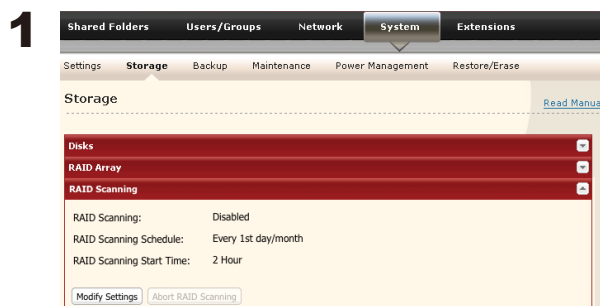 1
Shared Folders Users/Groups Network System Extensions
Settings Storage Backup Maintenance Power Management Restore/Erase
Storage
Read Manua
Disks
RAID Array
RAID Scanning
RAID Scanning: Disabled
RAID Scanning Schedule: Every 1st day/month
RAID Scanning Start Time: 2 Hour
Modify Settings Abort RAID Scanning